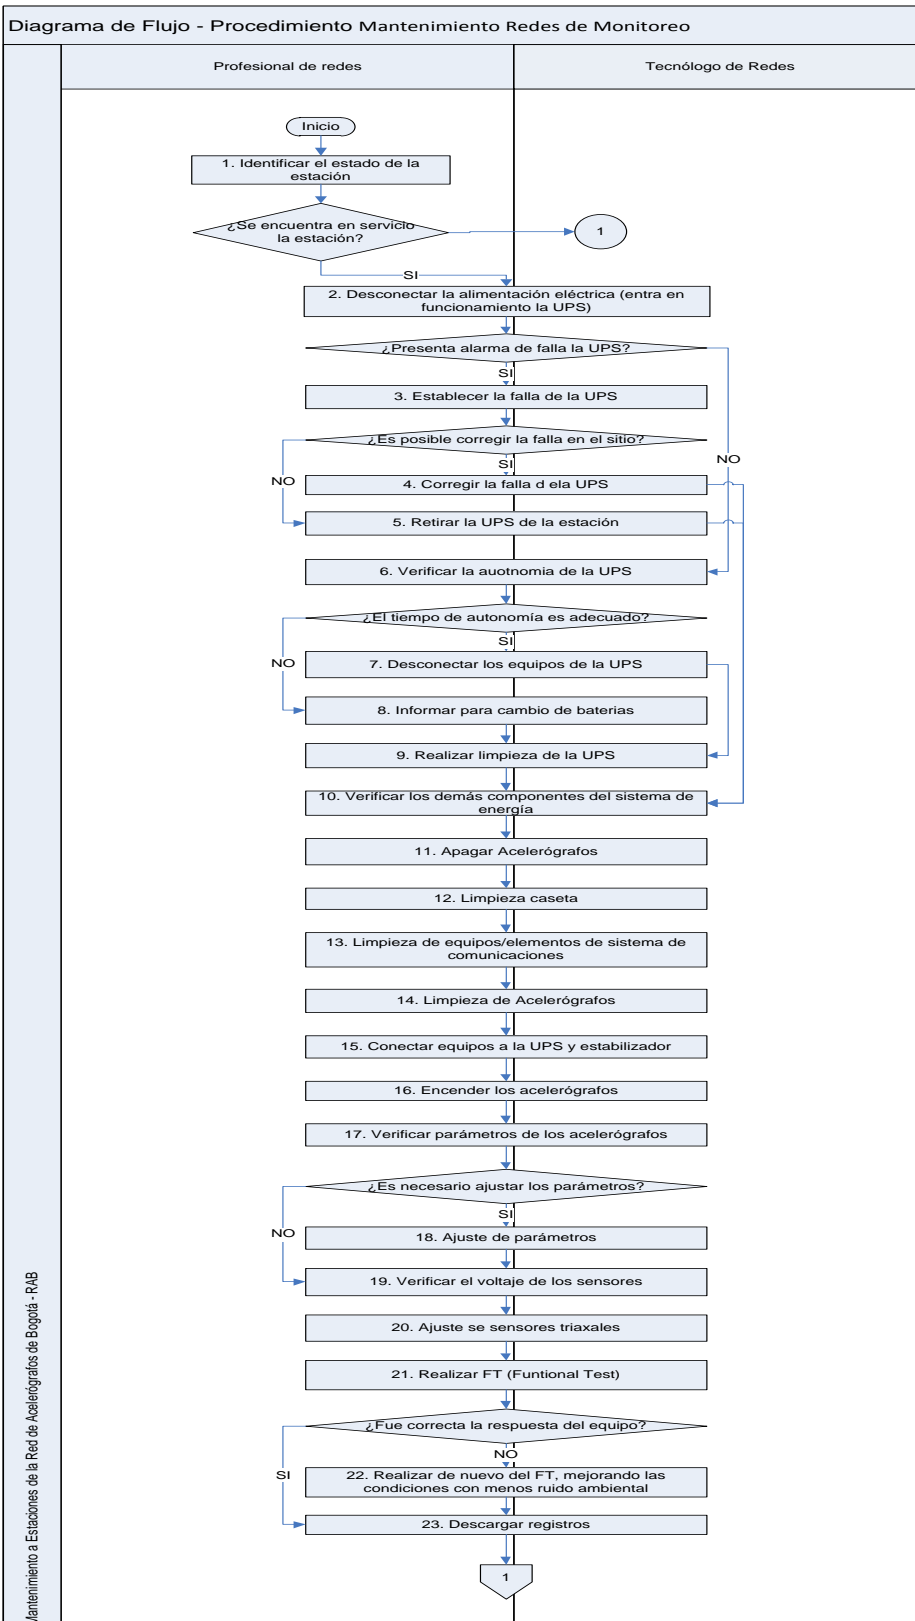 Diagrama de Flujo - Procedimiento Mantenimiento Redes de Monitoreo
Profesional de redes
Tecnólogo de Redes
Inicio
1. Identificar el estado de la
estación
¿Se encuentra en servicio
la estación?
1
SI
2. Desconectar la alimentación eléctrica (entra en
funcionamiento la UPS)
¿Presenta alarma de falla la UPS?
SI
3. Establecer la falla de la UPS
¿Es posible corregir la falla en el sitio?
NO
SI
NO
4. Corregir la falla d ela UPS
5. Retirar la UPS de la estación
6. Verificar la auotnomia de la UPS
¿El tiempo de autonomía es adecuado?
SI
NO
7. Desconectar los equipos de la UPS
8. Informar para cambio de baterias
9. Realizar limpieza de la UPS
10. Verificar los demás componentes del sistema de
energía
11. Apagar Acelerógrafos
12. Limpieza caseta
13. Limpieza de equipos/elementos de sistema de
comunicaciones
14. Limpieza de Acelerógrafos
15. Conectar equipos a la UPS y estabilizador
16. Encender los acelerógrafos
17. Verificar parámetros de los acelerógrafos
¿Es necesario ajustar los parámetros?
SI
NO
18. Ajuste de parámetros
19. Verificar el voltaje de los sensores
20. Ajuste se sensores triaxales
21. Realizar FT (Funtional Test)
¿Fue correcta la respuesta del equipo?
NO
SI
22. Realizar de nuevo del FT, mejorando las
condiciones con menos ruido ambiental
23. Descargar registros
1
Mantenimiento a Estaciones de la Red de Acelerógrafos de Bogotá - RAB